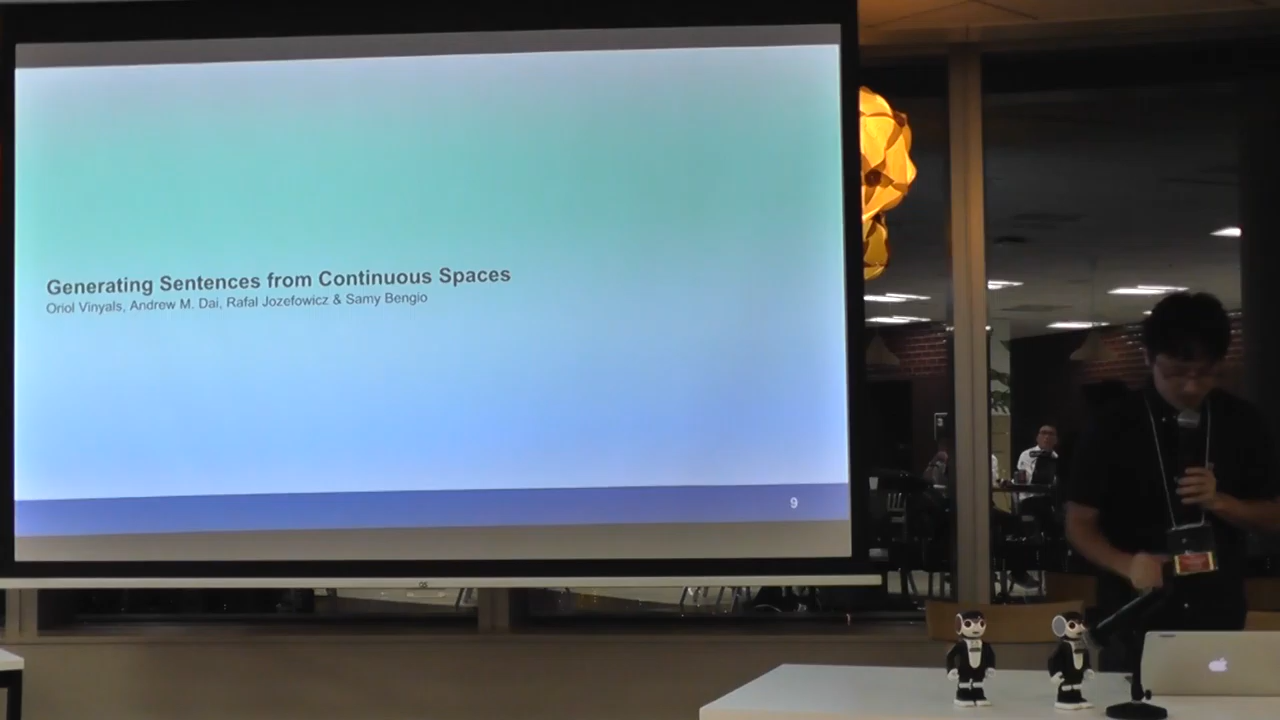 Generating Sentences from Continuous Spaces
Oriol Vinyals, Andrew M. Dai, Rafal Jozefowicz & Samy Bengio
9